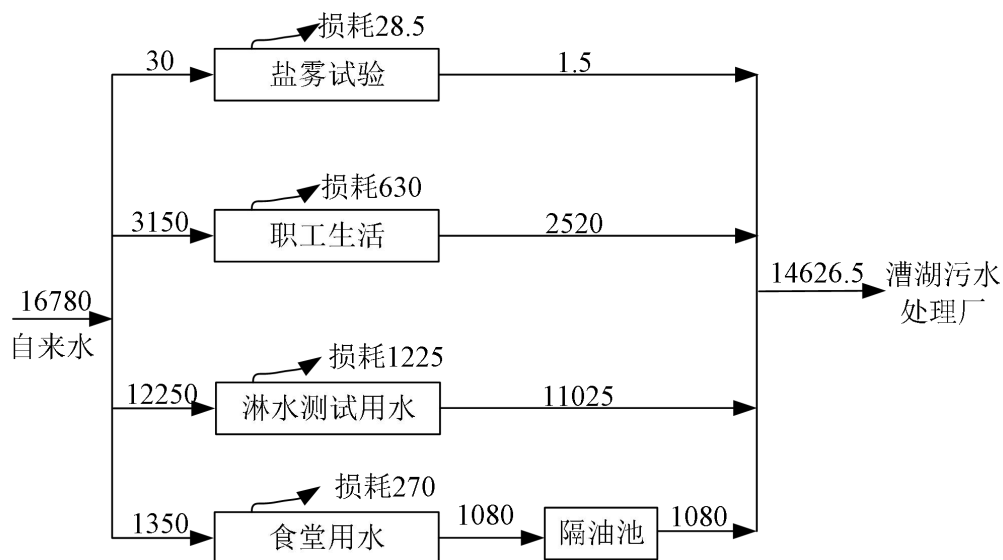 损耗28.5
30
盐雾试验
1.5
损耗630
3150
职工生活
2520
16780
自来水
14626.5
漕湖污水
处理厂
损耗1225
12250
淋水测试用水
11025
损耗270
1350
食堂用水
1080
隔油池
1080